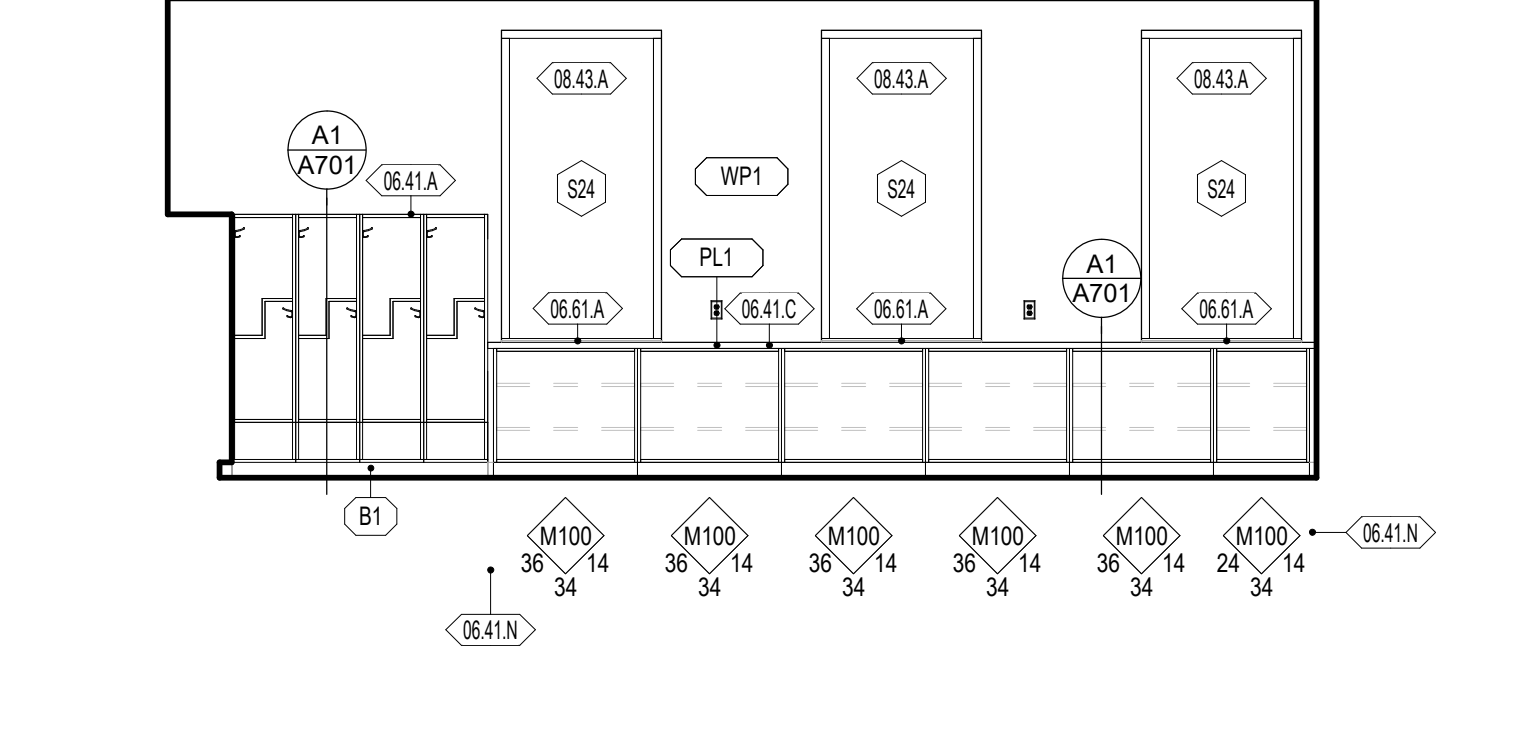 08.43.A 08.43.A 08.43.A
A1
A701
06.41.A
WP1
S24 S24 S24
PL1
A1
A701
06.61.A 06.41.C 06.61.A 06.61.A
B1
M100 M100 M100 M100 M100 M100
36 14 36 14 36 14 36 14 36 14 24 14
34 34 34 34 34 34
06.41.N
06.41.N